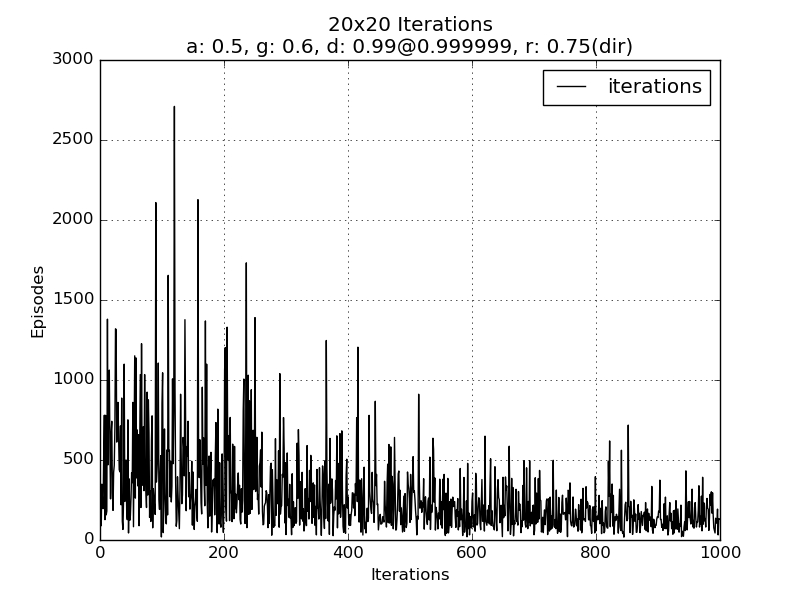 20x20 Iterations
a: 0.5, g: 0.6, d: 0.99@0.999999, r: 0.75(dir)
3000
iterations
2500
2000
1500
Episodes
1000
500
0
0 200 400 600 800 1000
Iterations